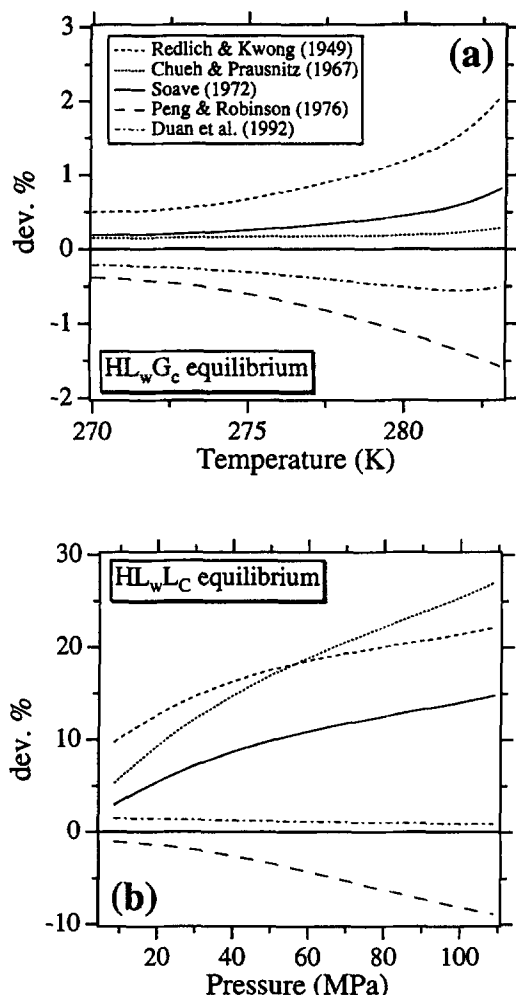 3
2
1
0
-1
-2
dev. %
Redlich & Kwong (1949)
Chueh & Prausnitz (1967)
Soave (1972)
Peng & Robinson (1976)
Duan et al. (1992)
(a)
HLwGc equilibrium
270
275
280
Temperature (K)
30
20
10
0
-10
dev. %
HLwLC equilibrium
(b)
20
40
60
80
100
Pressure (MPa)